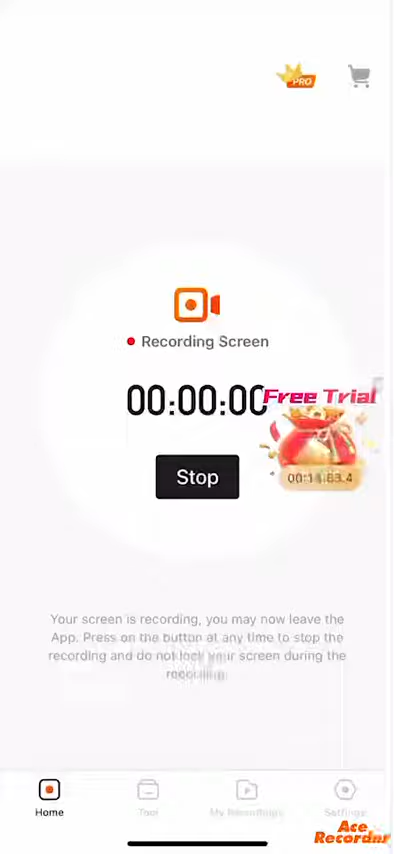 PRO
Recording Screen
00:00:00
Free Trial
Stop
Your screen is recording, you may now leave the
App. Press on the button at any time to stop the
recording and do not lock your screen during the
recording.
Home
Tool
My Recordings
Settings
Ace
Recorder